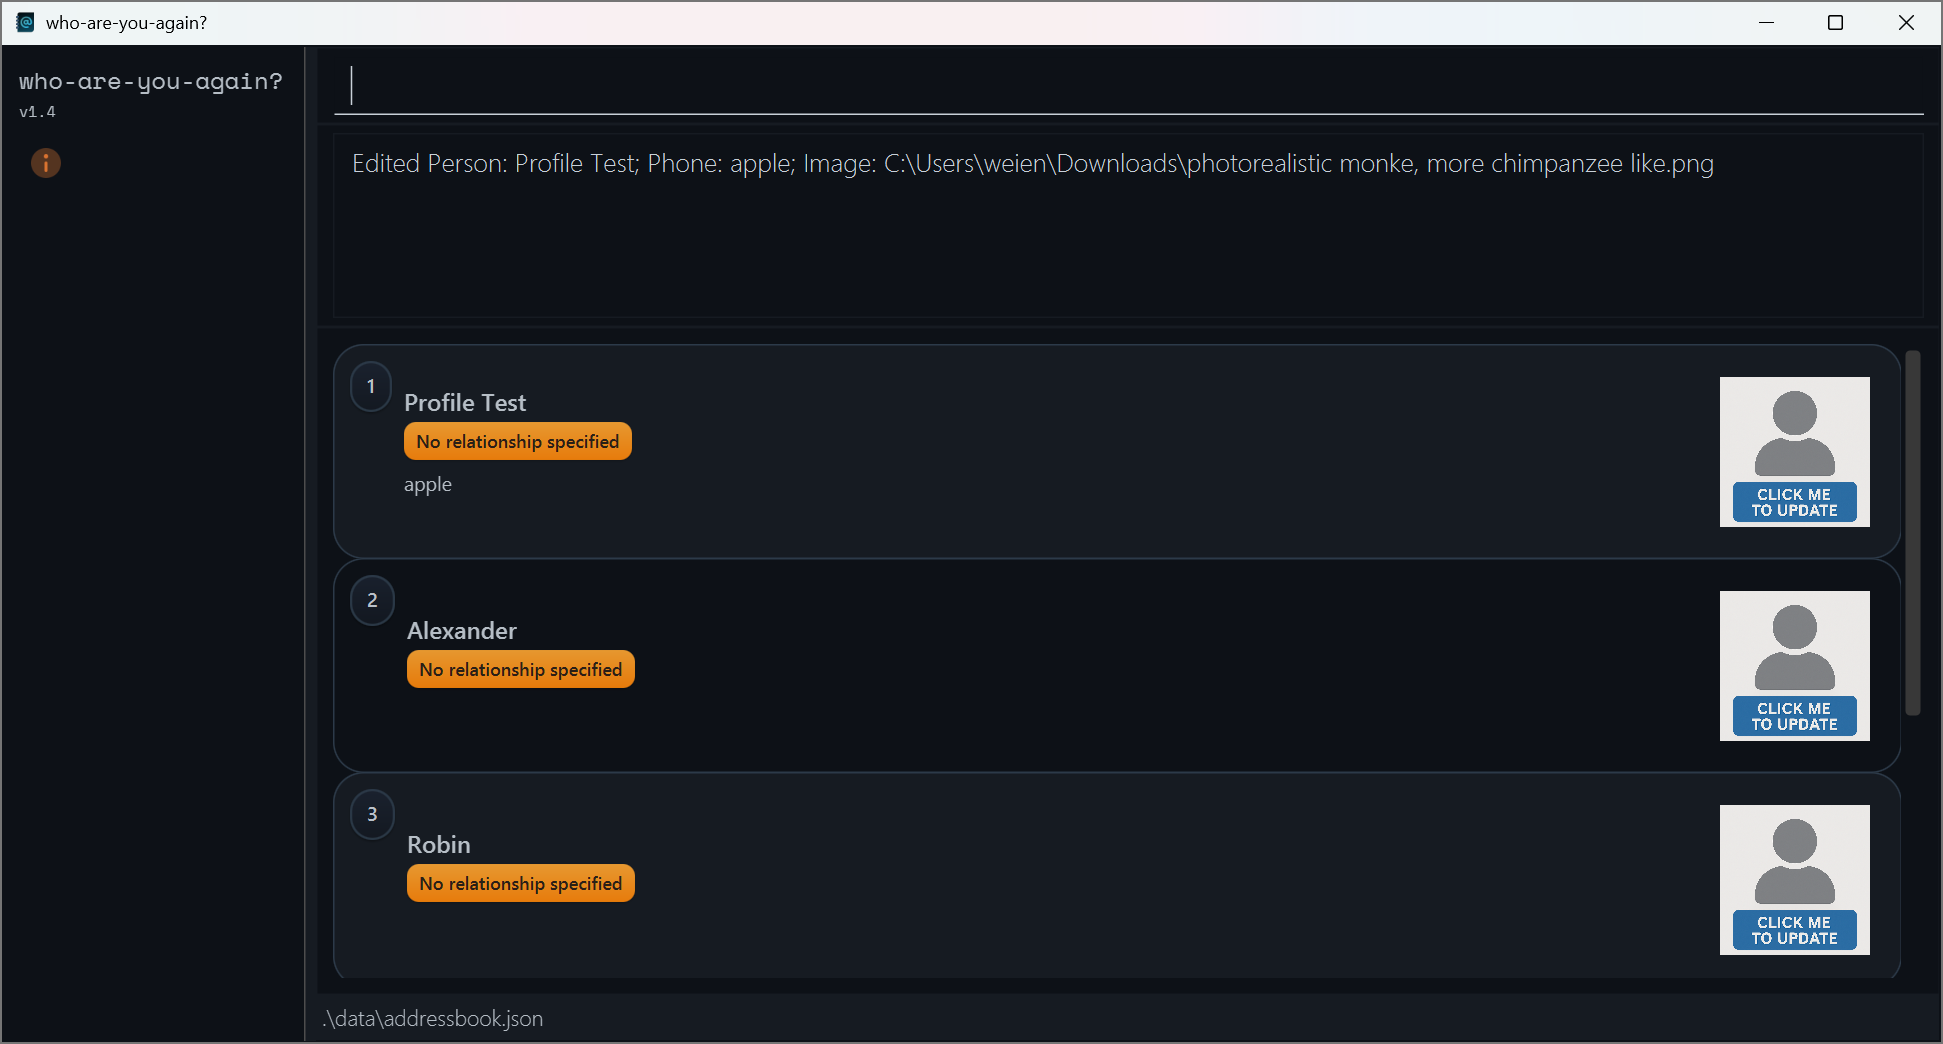 who-are-you-again?
who-are-you-again?
v1.4
Edited Person: Profile Test; Phone: apple; Image: C:\Users\weien\Downloads\photorealistic monke, more chimpanzee like.png
1
Profile Test
No relationship specified
apple
CLICK ME
TO UPDATE
2
Alexander
No relationship specified
CLICK ME
TO UPDATE
3
Robin
No relationship specified
CLICK ME
TO UPDATE
.\data\addressbook.json